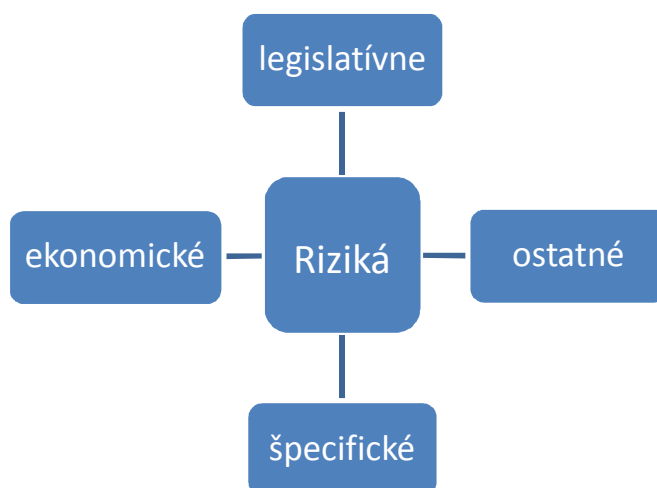 legislatívne
ekonomické
Riziká
ostatné
špecifické